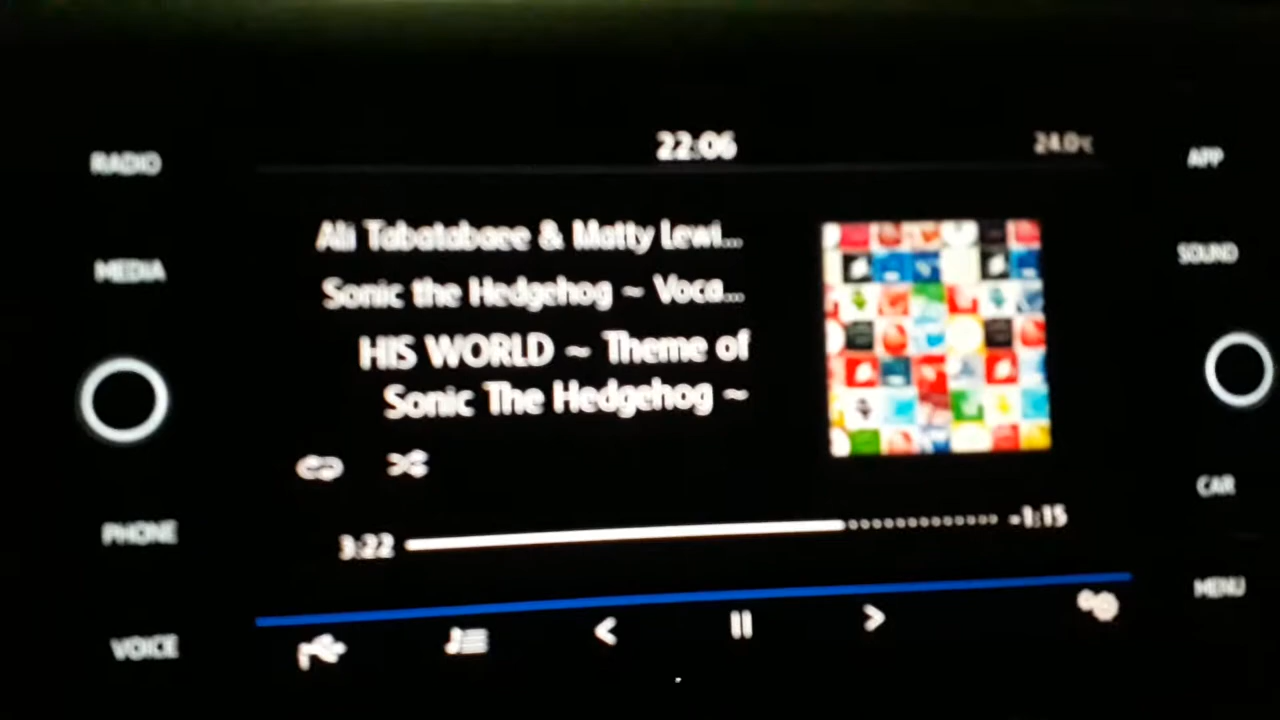 22:06
24.0°C
RADIO
APP
Ali Tabatabaee & Matty Lewi...
SOUND
MEDIA
Sonic the Hedgehog ~ Voca...
HIS WORLD ~ Theme of
Sonic The Hedgehog ~
CAR
PHONE
3:22
-1:15
MENU
VOICE